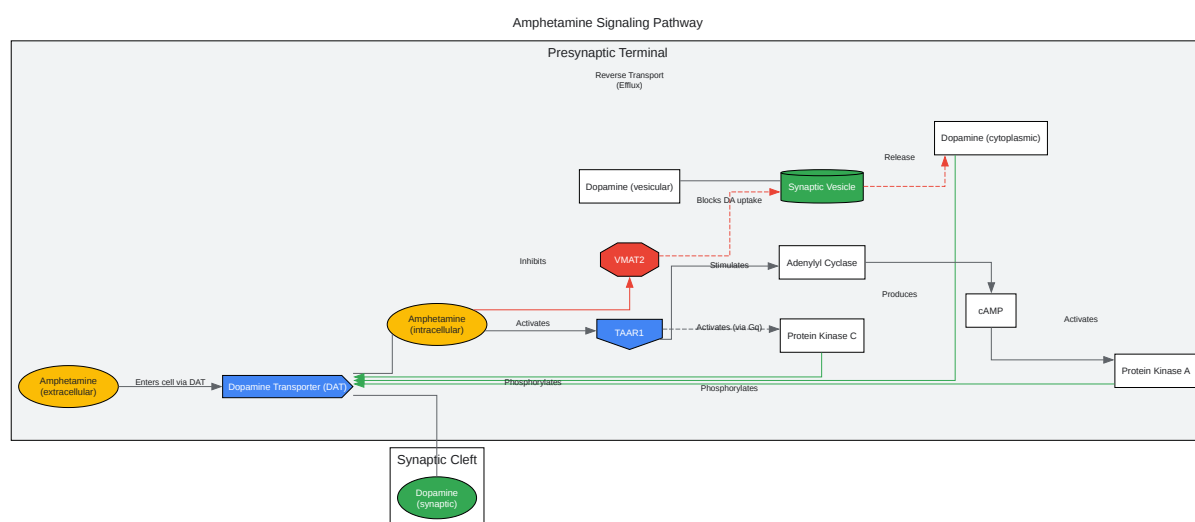 Amphetamine Signaling Pathway
Presynaptic Terminal
Reverse Transport
(Efflux)
Dopamine (cytoplasmic)
Release
Dopamine (vesicular)
Synaptic Vesicle
Blocks DA uptake
Inhibits
VMAT2
Stimulates
Adenylyl Cyclase
Produces
cAMP
Activates
Amphetamine
(intracellular)
Activates
TAAR1
Activates (via Gq)
Protein Kinase C
Protein Kinase A
Amphetamine
(extracellular)
Enters cell via DAT
Dopamine Transporter (DAT)
Phosphorylates
Phosphorylates
Synaptic Cleft
Dopamine
(synaptic)